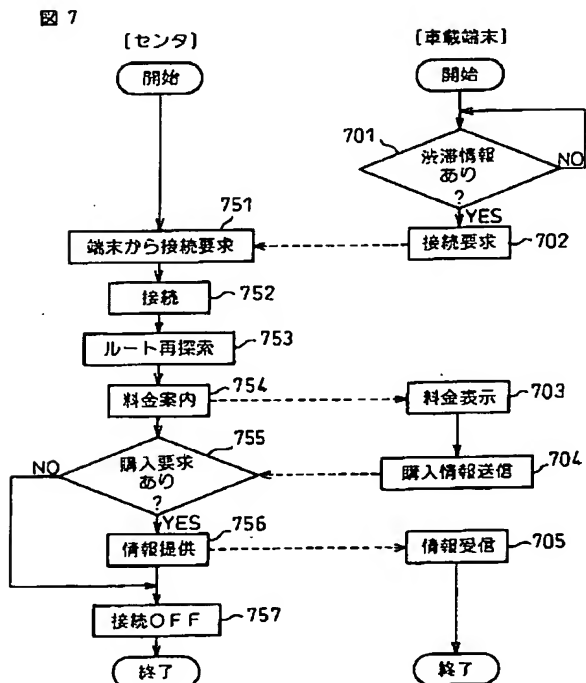 図 7
[センタ]
[車載端末]
開始
開始
701
渋滞情報
あり
?
NO
YES
751
端末から接続要求
接続要求
702
接続
752
ルート再探索
753
料金案内
754
料金表示
703
755
購入要求
あり
?
NO
YES
購入情報送信
704
756
情報提供
情報受信
705
接続OFF
757
終了
終了